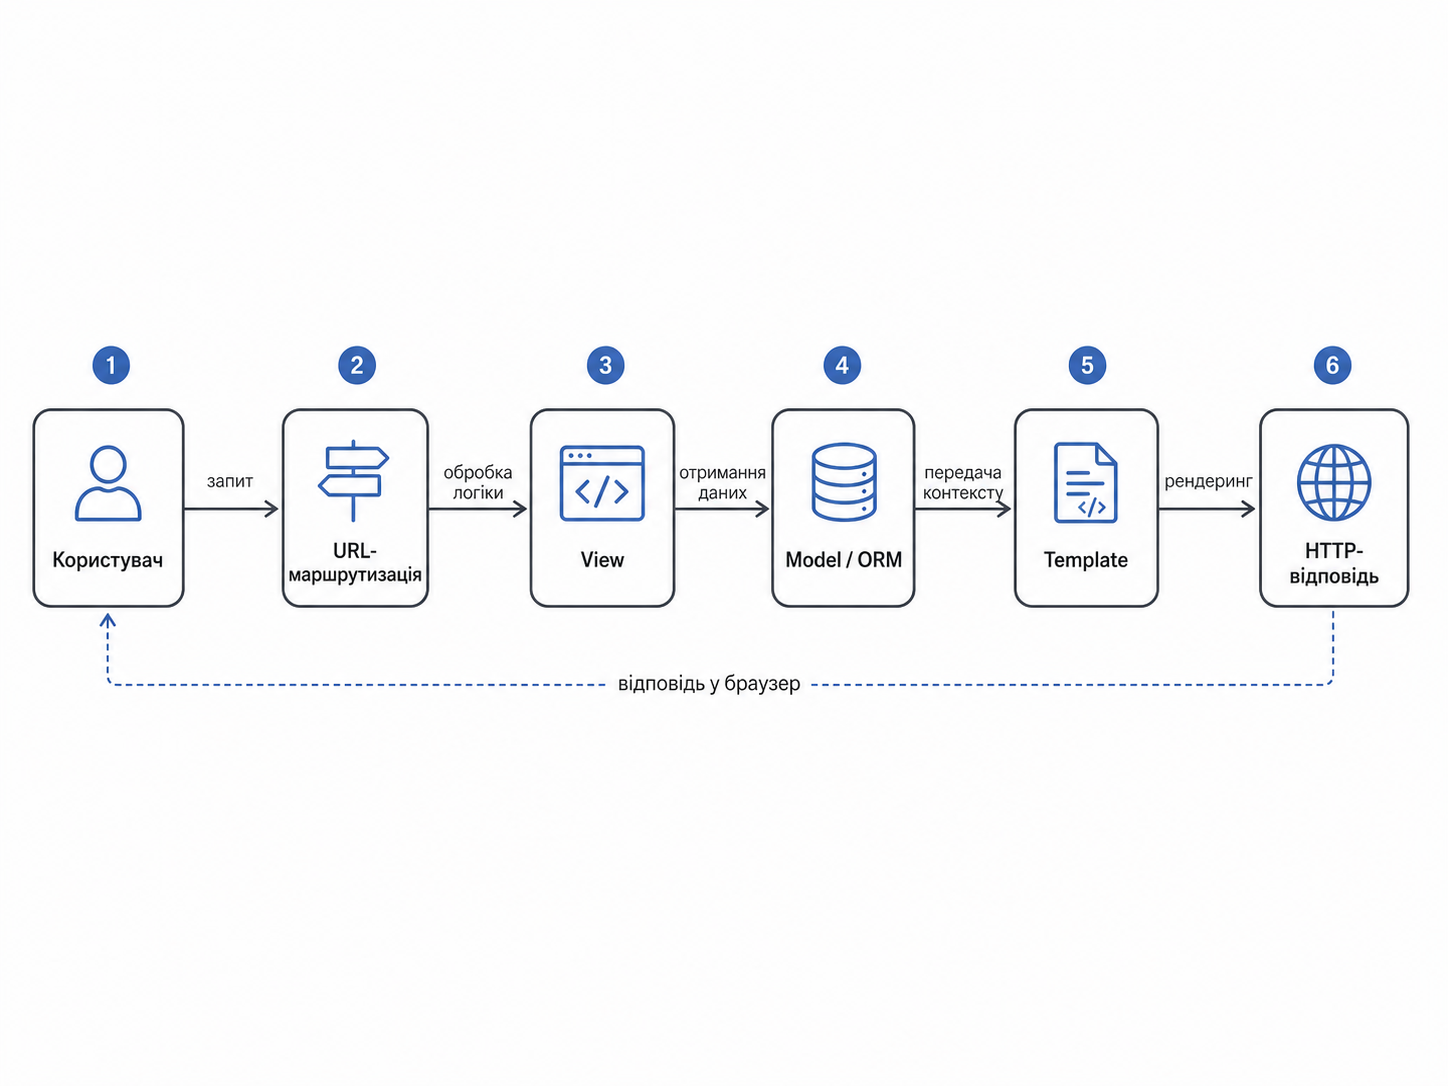 1
2
3
4
5
6
Користувач
запит
URL-
маршрутизація
обробка
логіки
</>
View
отримання
даних
Model / ORM
передача
контексту
</>
Template
рендеринг
HTTP-
відповідь
відповідь у браузер